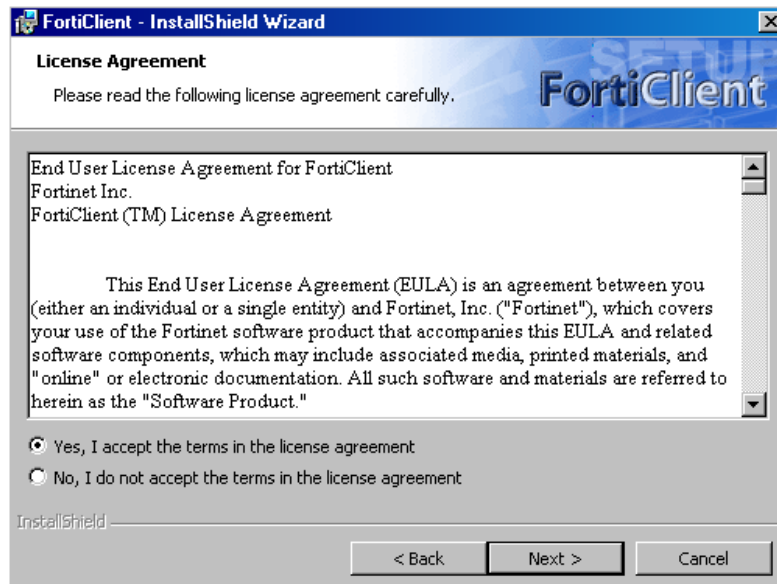 FortiClient - InstallShield Wizard
License Agreement
Please read the following license agreement carefully.
SETUP
FortiClient
End User License Agreement for FortiClient
Fortinet Inc.
FortiClient (TM) License Agreement
This End User License Agreement (EULA) is an agreement between you
(either an individual or a single entity) and Fortinet, Inc. ("Fortinet"), which covers
your use of the Fortinet software product that accompanies this EULA and related
software components, which may include associated media, printed materials, and
"online" or electronic documentation. All such software and materials are referred to
herein as the "Software Product."
Yes, I accept the terms in the license agreement
No, I do not accept the terms in the license agreement
InstallShield
< Back
Next >
Cancel